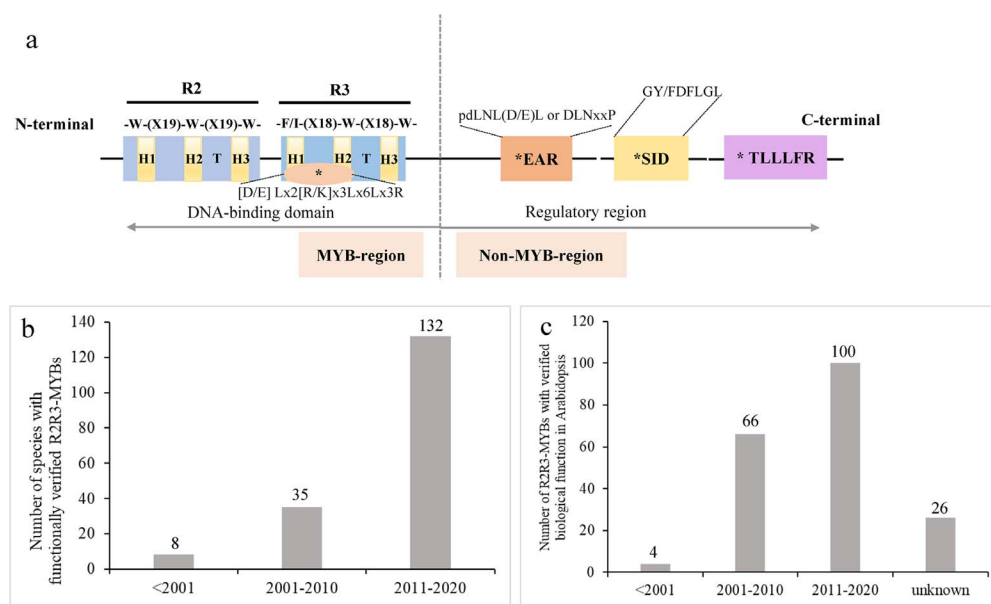 a
R2
R3
GY/FDFLGL
N-terminal
-W-(X19)-W-(X19)-W-
-F/I-(X18)-W-(X18)-W-
pdLNL(D/E)L or DLNxxP
C-terminal
H1 H2 T H3
H1 H2 T H3
*EAR
*SID
* TLLLFR
*
[D/E] Lx2[R/K]x3Lx6Lx3R
DNA-binding domain
Regulatory region
MYB-region
Non-MYB-region
b
Number of species with
functionally verified R2R3-MYBs
140
120
100
80
60
40
20
0
8
35
132
<2001
2001-2010
2011-2020
c
Number of R2R3-MYBs with verified
biological function in Arabidopsis
120
100
80
60
40
20
0
4
66
100
26
<2001
2001-2010
2011-2020
unknown